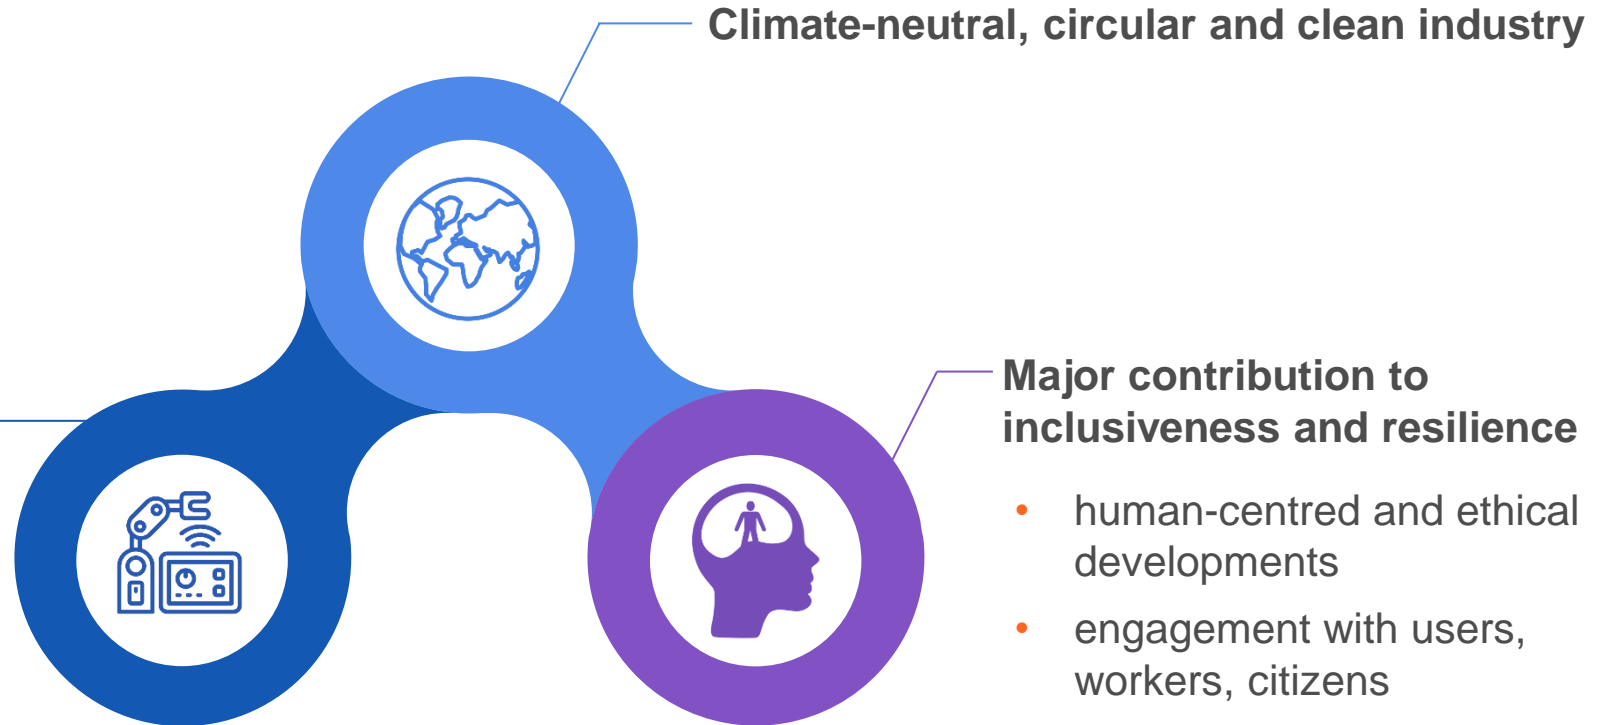 Climate-neutral, circular and clean industry
Major contribution to
inclusiveness and resilience
• human-centred and ethical
developments
• engagement with users,
workers, citizens